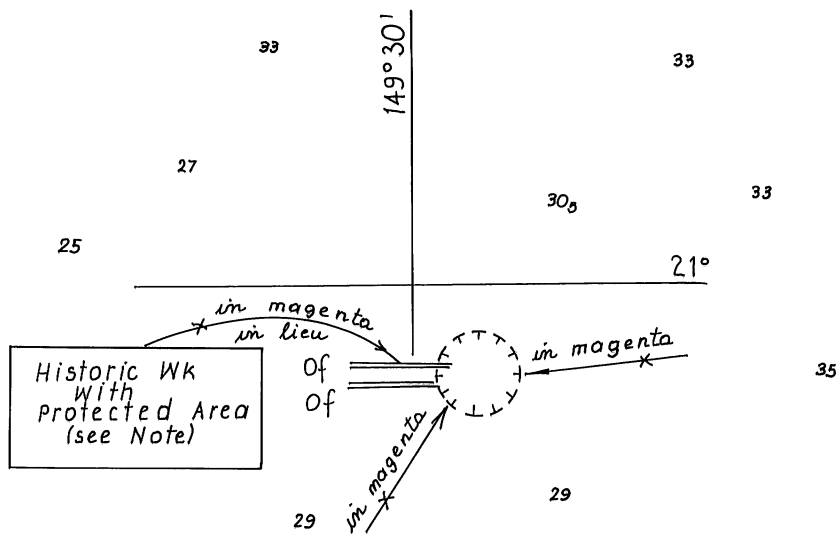 33
149° 30'
33
27
30₅
33
25
21°
in magenta
in lieu
in magenta
Historic Wk
With
Protected Area
(see Note)
Of
Of
35
in magenta
29
29